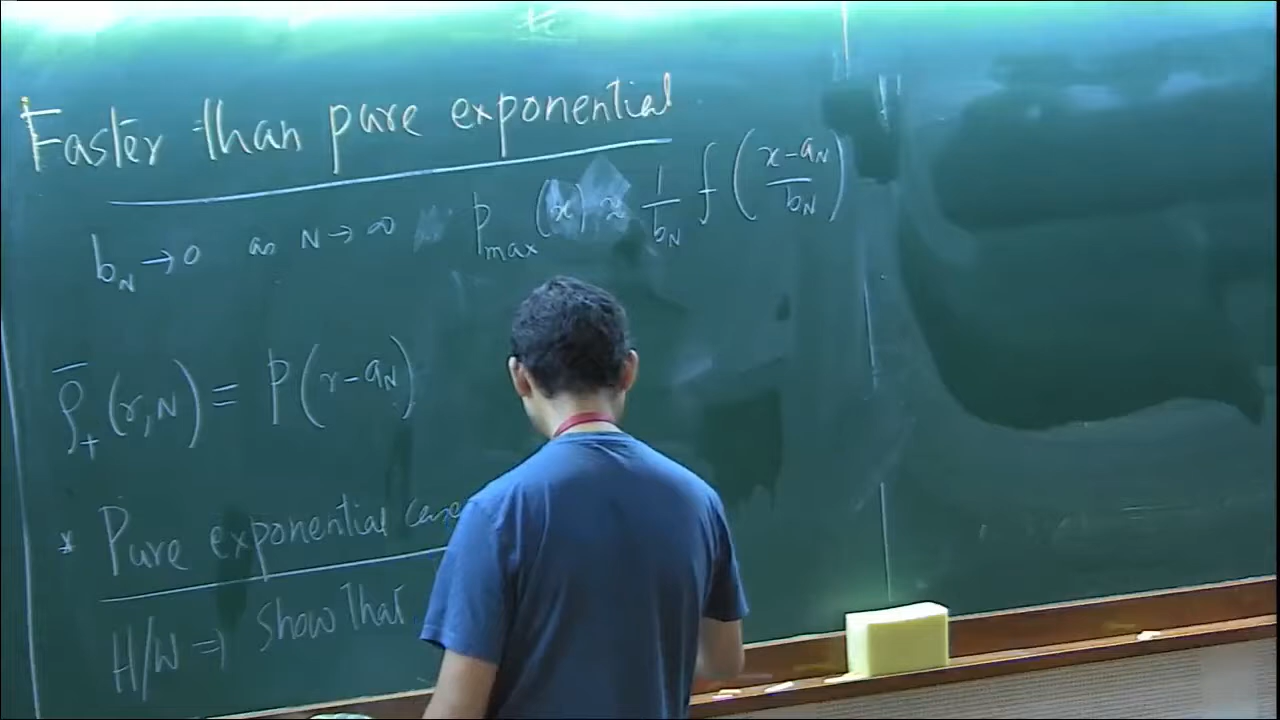 Faster than pure exponential
b_N → 0 as N → ∞ p_max (x) ≈ 1/b_N f((x-a_N)/b_N)
ρ̄_+ (r,N) = p(r-a_N)
* Pure exponential case
H/W ⇒ Show that